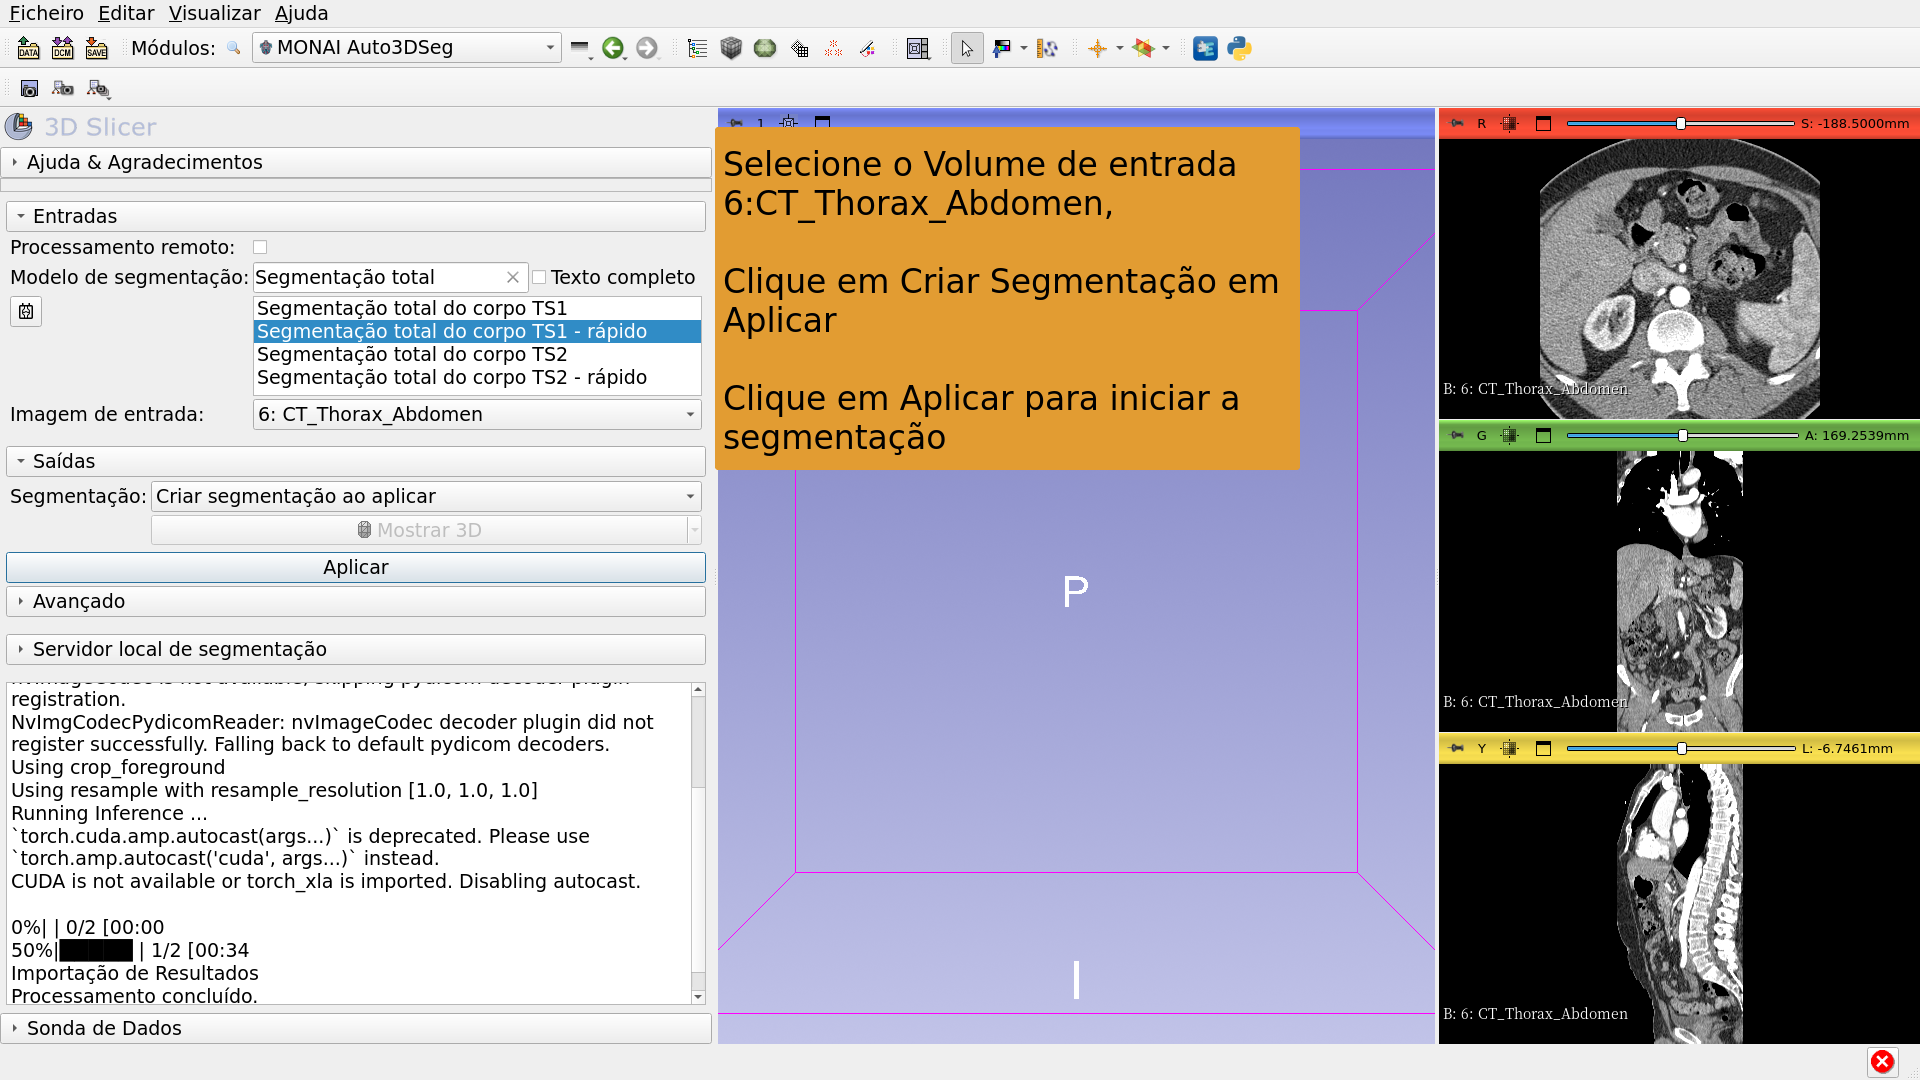 Ficheiro Editar Visualizar Ajuda
DATA DCM SAVE Módulos: MONAI Auto3DSeg
3D Slicer
Ajuda & Agradecimentos
Entradas
Processamento remoto:
Modelo de segmentação: Segmentação total Texto completo
Segmentação total do corpo TS1
Segmentação total do corpo TS1 - rápido
Segmentação total do corpo TS2
Segmentação total do corpo TS2 - rápido
Imagem de entrada: 6: CT_Thorax_Abdomen
Saídas
Segmentação: Criar segmentação ao aplicar
Mostrar 3D
Aplicar
Avançado
Servidor local de segmentação
registration.
NvImgCodecPydicomReader: nvImageCodec decoder plugin did not
register successfully. Falling back to default pydicom decoders.
Using crop_foreground
Using resample with resample_resolution [1.0, 1.0, 1.0]
Running Inference ...
`torch.cuda.amp.autocast(args...)` is deprecated. Please use
`torch.amp.autocast('cuda', args...)` instead.
CUDA is not available or torch_xla is imported. Disabling autocast.
0%| | 0/2 [00:00
50%|█████ | 1/2 [00:34
Importação de Resultados
Processamento concluído.
Sonda de Dados
1
Selecione o Volume de entrada
6:CT_Thorax_Abdomen,
Clique em Criar Segmentação em
Aplicar
Clique em Aplicar para iniciar a
segmentação
P
I
R S: -188.5000mm
B: 6: CT_Thorax_Abdomen
G A: 169.2539mm
B: 6: CT_Thorax_Abdomen
Y L: -6.7461mm
B: 6: CT_Thorax_Abdomen